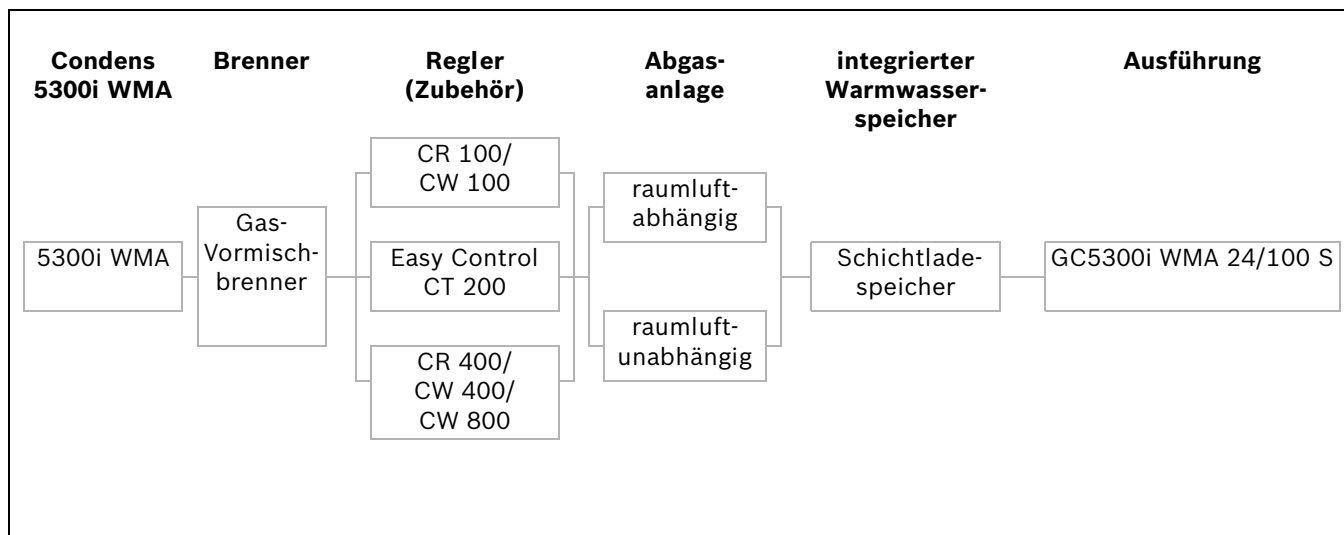 Condens
5300i WMA
Brenner
Regler
(Zubehör)
Abgas-
anlage
integrierter
Warmwasser-
speicher
Ausführung
5300i WMA
Gas-
Vormisch-
brenner
CR 100/
CW 100
Easy Control
CT 200
CR 400/
CW 400/
CW 800
raumluft-
abhängig
raumluft-
unabhängig
Schichtlade-
speicher
GC5300i WMA 24/100 S